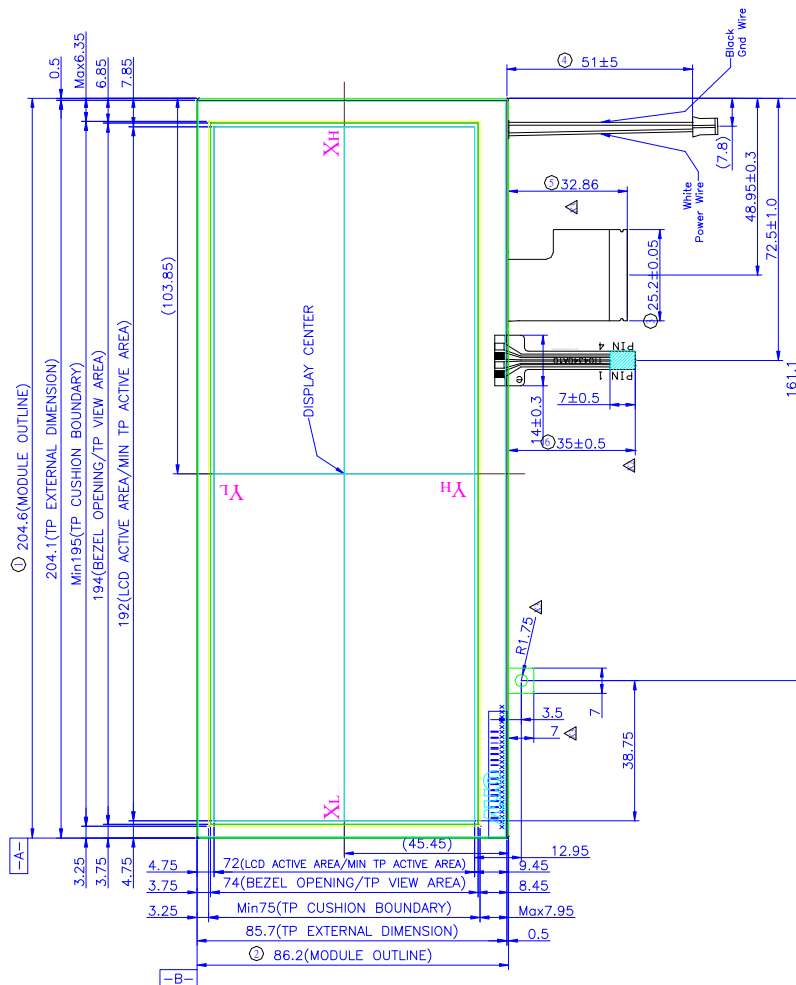 0.5
Max6.35
6.85
7.85
④ 51±5
Black
Gnd Wire
(7.8)
48.95±0.3
72.5±1.0
161.1
⑤ 32.86
White
Power Wire
③ 25.2±0.05
XH
(103.85)
DISPLAY CENTER
PIN 4
PIN 1
e
7±0.5
14±0.3
⑥ 35±0.5
YL
YH
① 204.6(MODULE OUTLINE)
204.1(TP EXTERNAL DIMENSION)
Min195(TP CUSHION BOUNDARY)
194(BEZEL OPENING/TP VIEW AREA)
192(LCD ACTIVE AREA/MIN TP ACTIVE AREA)
R1.75
3.5
7
7
38.75
XL
-A-
3.25
3.75
4.75
(45.45)
12.95
4.75
72(LCD ACTIVE AREA/MIN TP ACTIVE AREA)
9.45
3.75
74(BEZEL OPENING/TP VIEW AREA)
8.45
3.25
Min75(TP CUSHION BOUNDARY)
Max7.95
85.7(TP EXTERNAL DIMENSION)
0.5
② 86.2(MODULE OUTLINE)
-B-